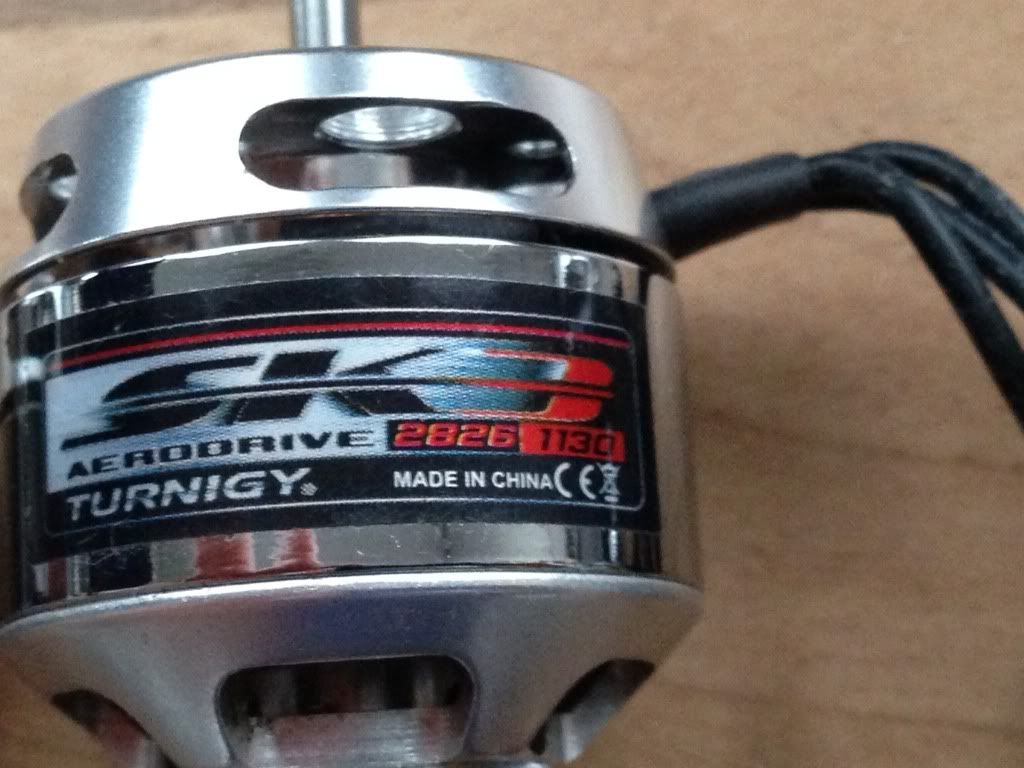 SK3
AERODRIVE 2826 1130
TURNIGY® MADE IN CHINA CE